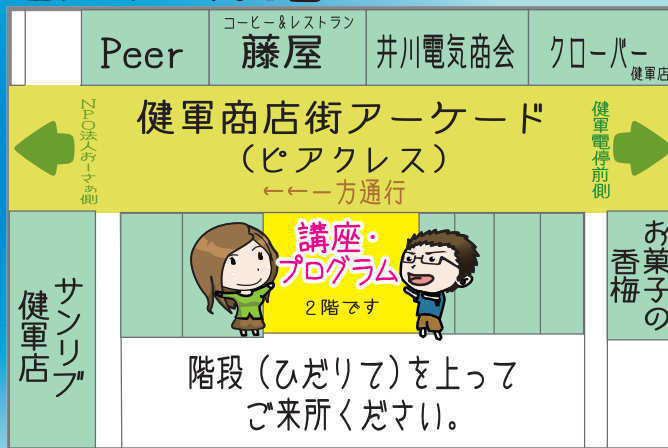 Peer
コーヒー&レストラン
藤屋
井川電気商会
クローバー
健軍店
NPO法人おーさぁ側
健軍商店街アーケード
（ピアクレス）
←←一方通行
健軍電停前側
サンリブ
健軍店
講座・
プログラム
2階です
お菓子の
香梅
階段（ひだりて）を上って
ご来所ください。